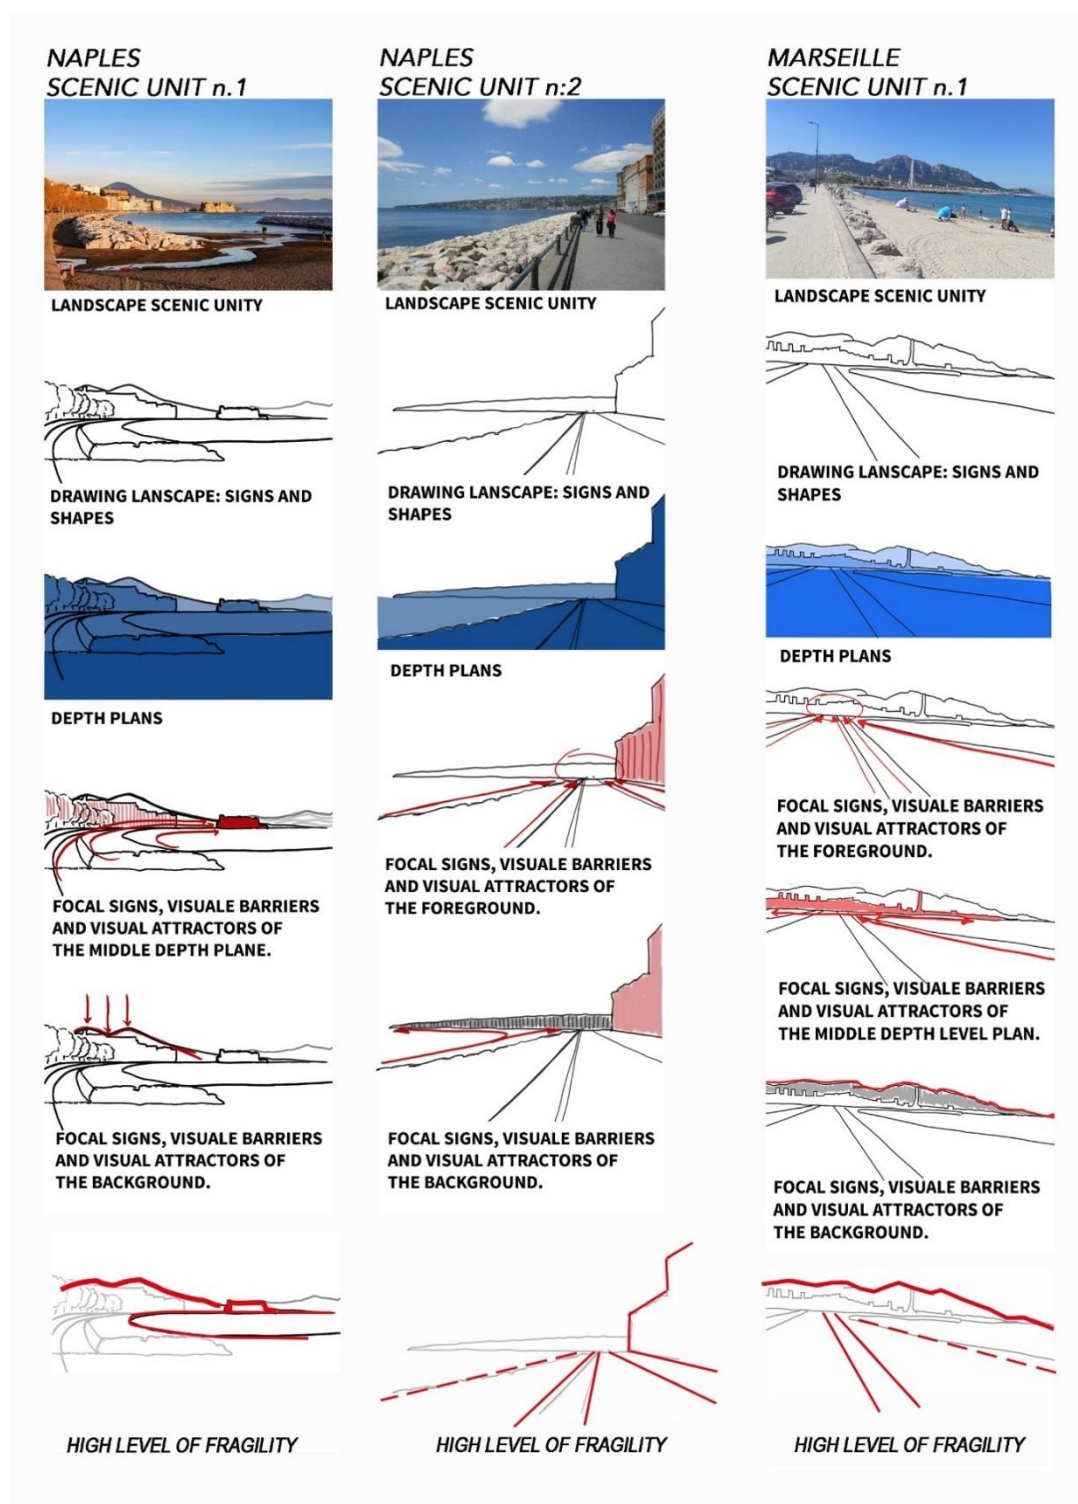 NAPLES
SCENIC UNIT n.1
LANDSCAPE SCENIC UNITY
DRAWING LANSCAPE: SIGNS AND
SHAPES
DEPTH PLANS
FOCAL SIGNS, VISUALE BARRIERS
AND VISUAL ATTRACTORS OF
THE MIDDLE DEPTH PLANE.
FOCAL SIGNS, VISUALE BARRIERS
AND VISUAL ATTRACTORS OF
THE BACKGROUND.
HIGH LEVEL OF FRAGILITY
NAPLES
SCENIC UNIT n:2
LANDSCAPE SCENIC UNITY
DRAWING LANSCAPE: SIGNS AND
SHAPES
DEPTH PLANS
FOCAL SIGNS, VISUALE BARRIERS
AND VISUAL ATTRACTORS OF
THE FOREGROUND.
FOCAL SIGNS, VISUALE BARRIERS
AND VISUAL ATTRACTORS OF
THE BACKGROUND.
HIGH LEVEL OF FRAGILITY
MARSEILLE
SCENIC UNIT n.1
LANDSCAPE SCENIC UNITY
DRAWING LANSCAPE: SIGNS AND
SHAPES
DEPTH PLANS
FOCAL SIGNS, VISUALE BARRIERS
AND VISUAL ATTRACTORS OF
THE FOREGROUND.
FOCAL SIGNS, VISUALE BARRIERS
AND VISUAL ATTRACTORS OF
THE MIDDLE DEPTH LEVEL PLAN.
FOCAL SIGNS, VISUALE BARRIERS
AND VISUAL ATTRACTORS OF
THE BACKGROUND.
HIGH LEVEL OF FRAGILITY